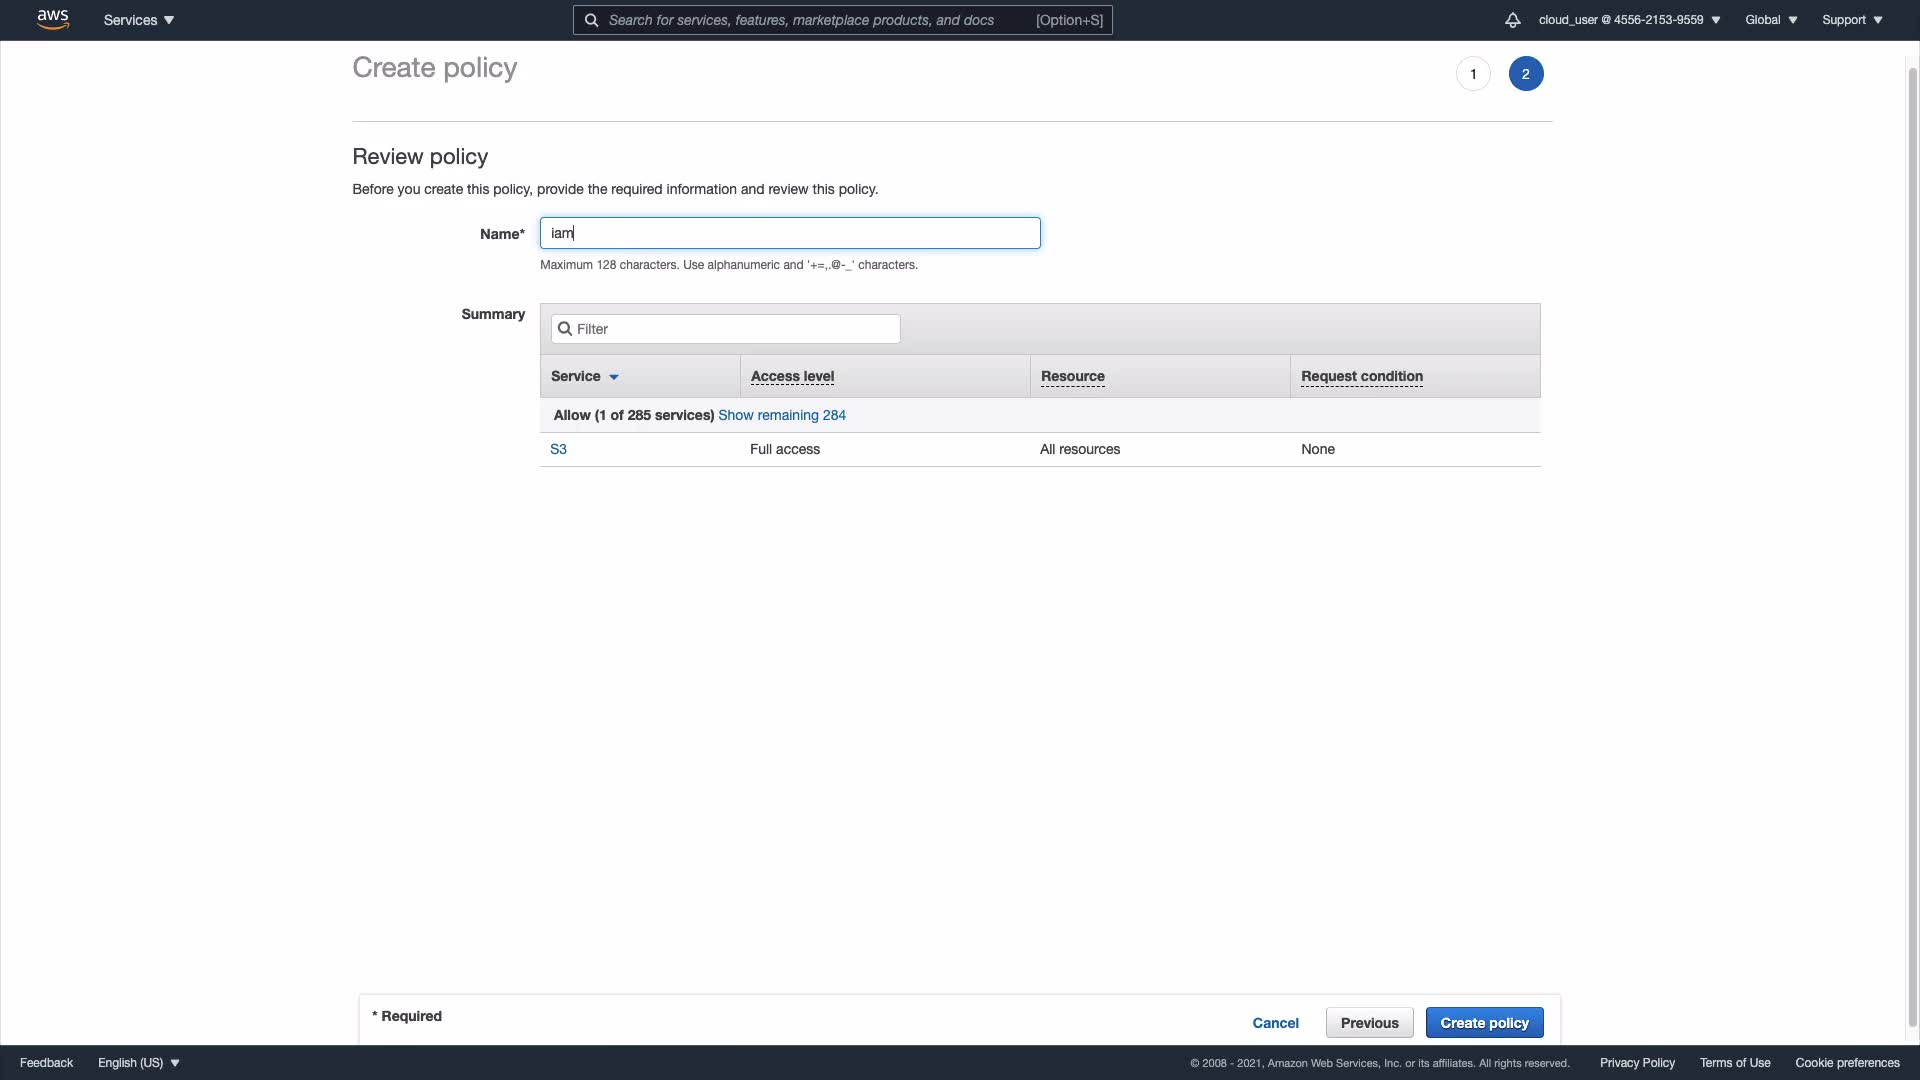 aws Services ▼ Search for services, features, marketplace products, and docs [Option+S] cloud_user @ 4556-2153-9559 ▼ Global ▼ Support ▼
Create policy 1 2
Review policy
Before you create this policy, provide the required information and review this policy.
Name* iam
Maximum 128 characters. Use alphanumeric and '+=,.@-_' characters.
Summary
Filter
Service Access level Resource Request condition
Allow (1 of 285 services) Show remaining 284
S3 Full access All resources None
* Required Cancel Previous Create policy
Feedback English (US) ▼ © 2008 - 2021, Amazon Web Services, Inc. or its affiliates. All rights reserved. Privacy Policy Terms of Use Cookie preferences